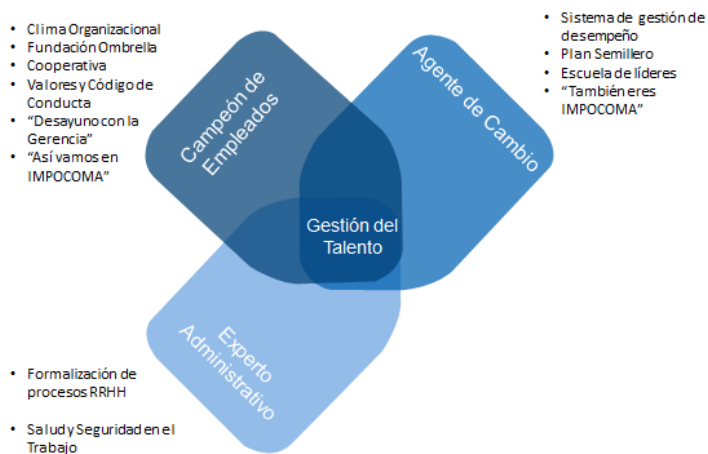 • Clima Organizacional
• Fundación Ombrella
• Cooperativa
• Valores y Código de
Conducta
• “Desayuno con la
Gerencia”
• “Así vamos en
IMPOCOMA”
• Sistema de gestión de
desempeño
• Plan Semillero
• Escuela de líderes
• “También eres
IMPOCOMA”
Campeón de
Empleados
Agente de Cambio
Gestión del
Talento
Experto
Administrativo
• Formalización de
procesos RRHH
• Salud y Seguridad en el
Trabajo